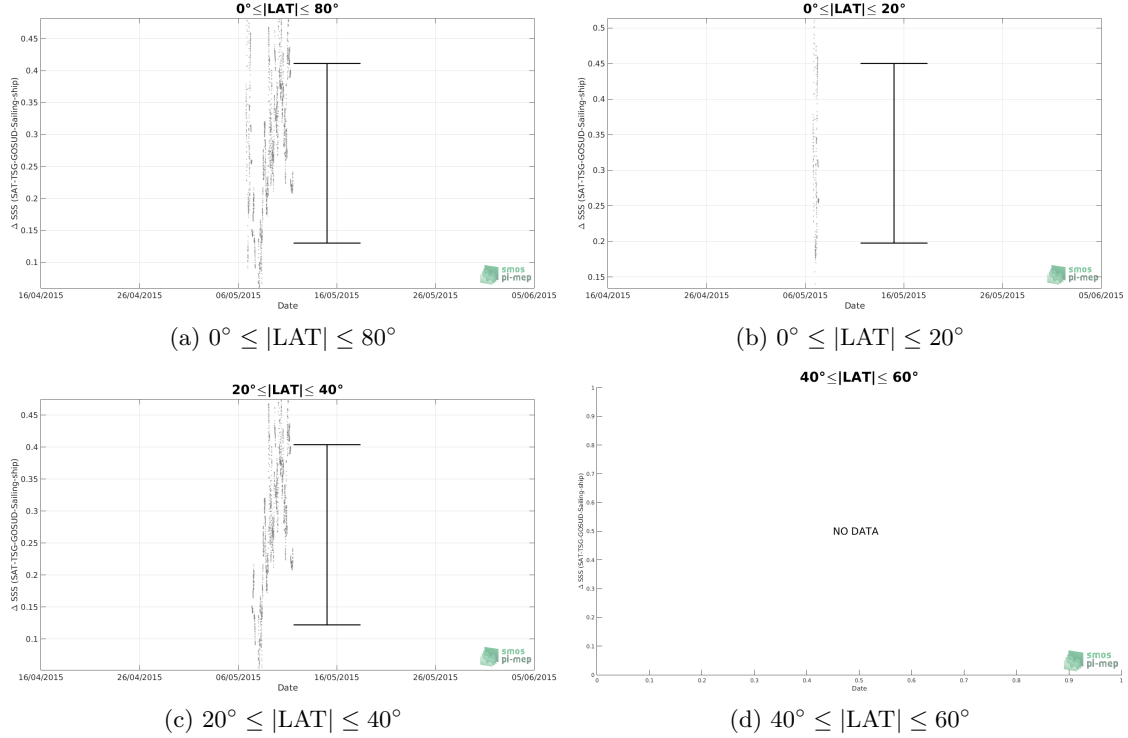 0°≤|LAT|≤ 80°
Δ SSS (SAT-TSG-GOSUD-Sailing-ship)
0.45
0.4
0.35
0.3
0.25
0.2
0.15
0.1
16/04/2015 26/04/2015 06/05/2015 16/05/2015 26/05/2015 05/06/2015
Date
smos
pi-mep
(a) 0° ≤ |LAT| ≤ 80°
0°≤|LAT|≤ 20°
Δ SSS (SAT-TSG-GOSUD-Sailing-ship)
0.5
0.45
0.4
0.35
0.3
0.25
0.2
0.15
16/04/2015 26/04/2015 06/05/2015 16/05/2015 26/05/2015 05/06/2015
Date
smos
pi-mep
(b) 0° ≤ |LAT| ≤ 20°
20°≤|LAT|≤ 40°
Δ SSS (SAT-TSG-GOSUD-Sailing-ship)
0.45
0.4
0.35
0.3
0.25
0.2
0.15
0.1
16/04/2015 26/04/2015 06/05/2015 16/05/2015 26/05/2015 05/06/2015
Date
smos
pi-mep
(c) 20° ≤ |LAT| ≤ 40°
40°≤|LAT|≤ 60°
Δ SSS (SAT-TSG-GOSUD-Sailing-ship)
1
0.9
0.8
0.7
0.6
0.5
0.4
0.3
0.2
0.1
0
NO DATA
0 0.1 0.2 0.3 0.4 0.5 0.6 0.7 0.8 0.9 1
Date
smos
pi-mep
(d) 40° ≤ |LAT| ≤ 60°